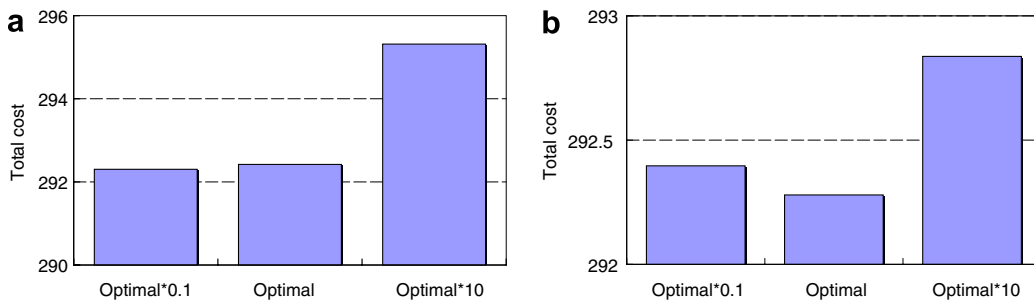 a
Total cost
296
294
292
290
Optimal*0.1
Optimal
Optimal*10
b
Total cost
293
292.5
292
Optimal*0.1
Optimal
Optimal*10